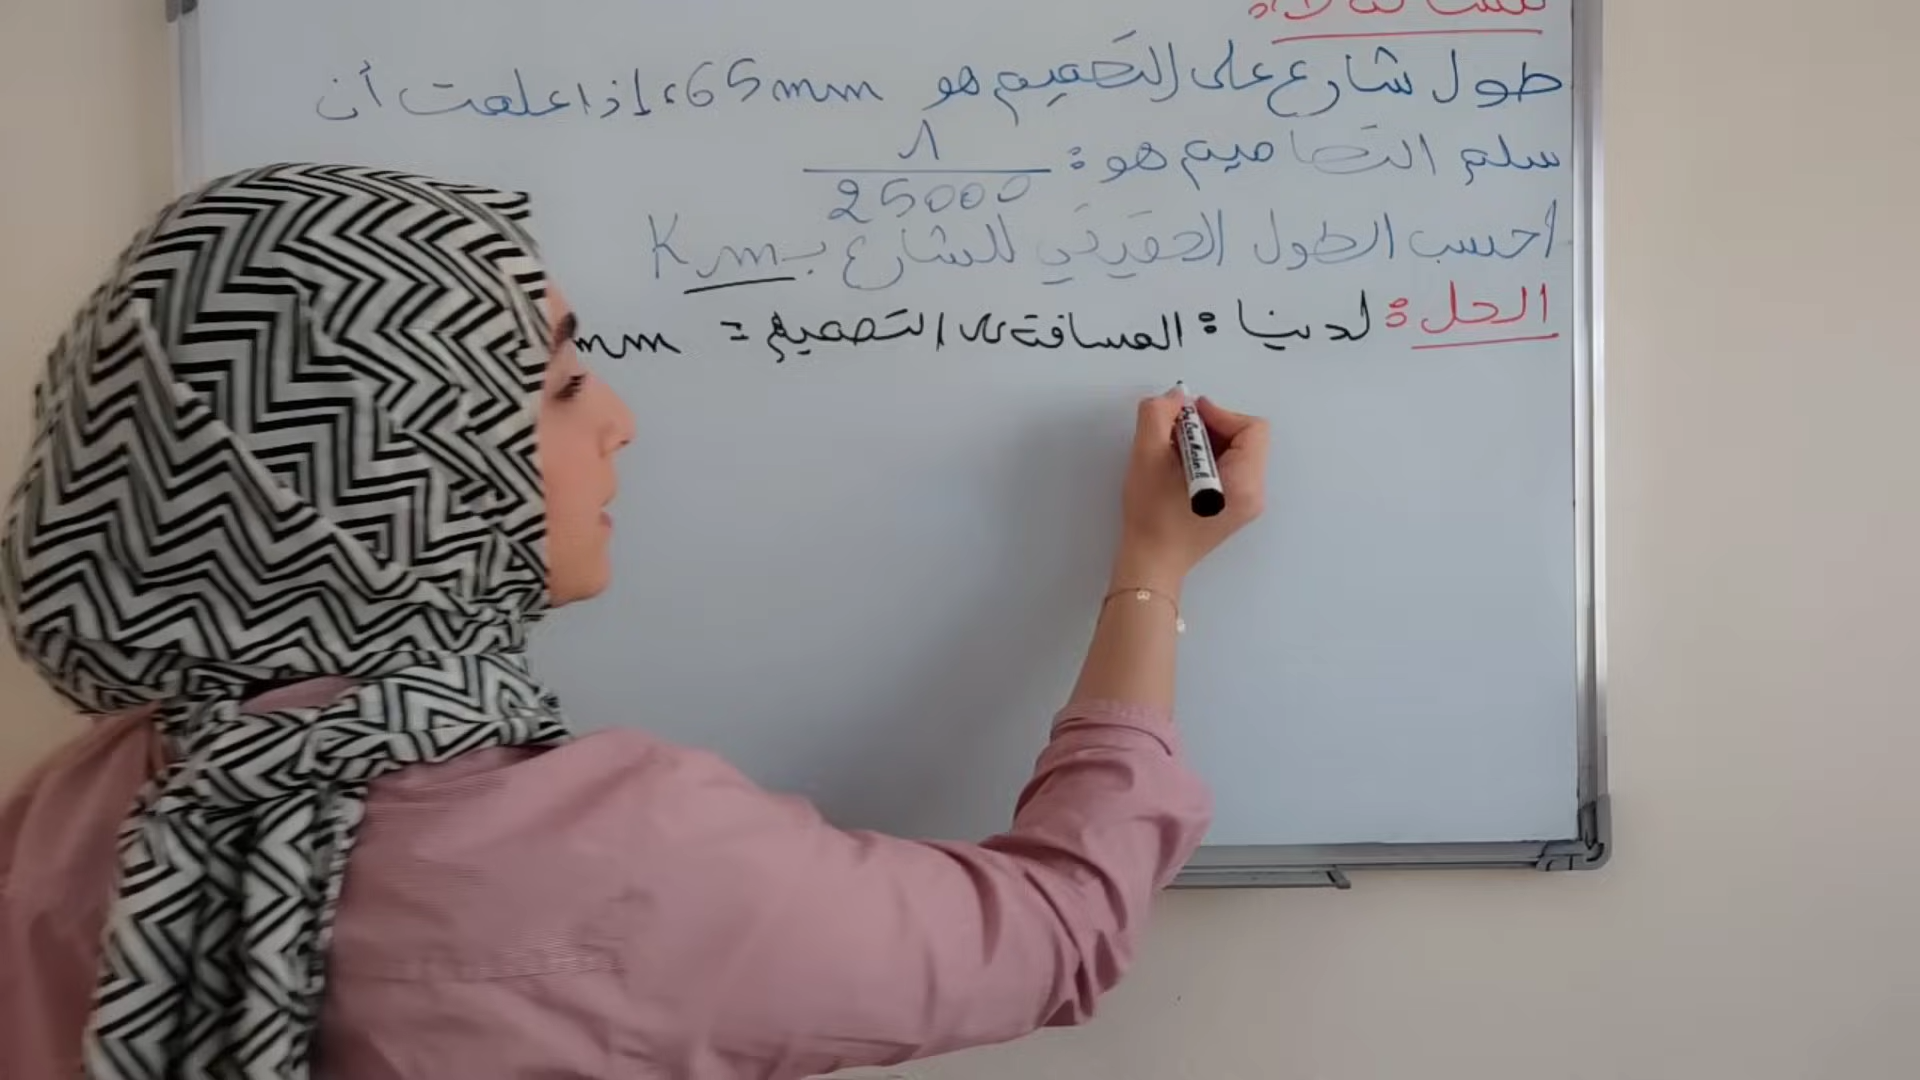 طول شارع على التصميم هو 65mm، إذا علمت أن
سلم التصاميم هو: 1/25000
احسب الطول الحقيقي للشارع بـ Km
الحل: لدينا: المسافة التصميم = mm